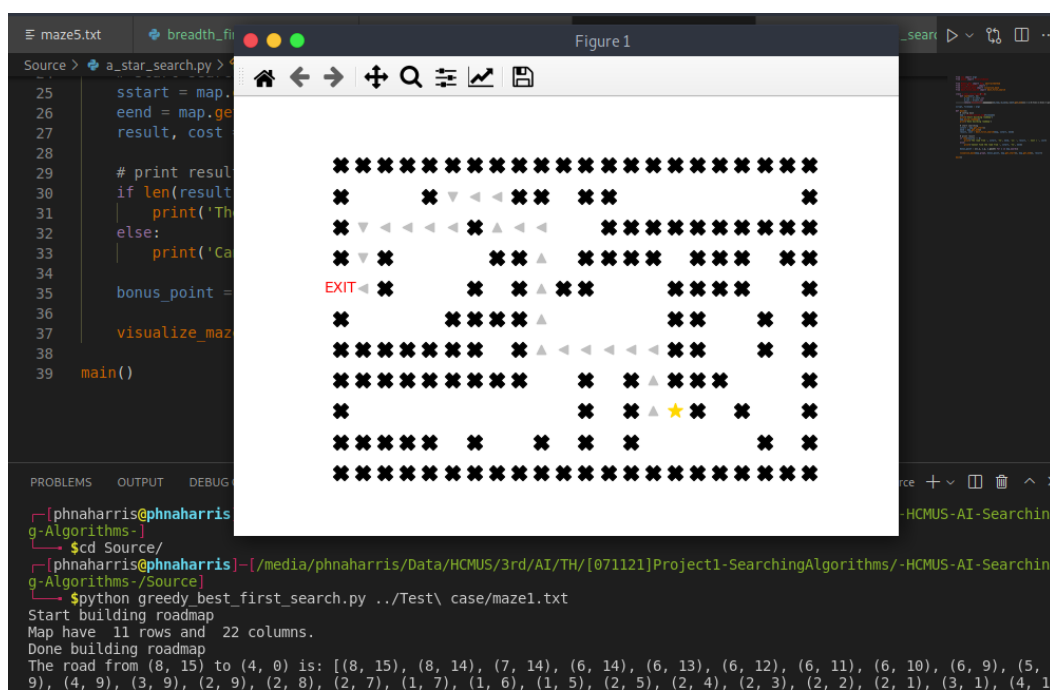 maze5.txt breadth_fi Figure 1 _searc
Source > a_star_search.py >
25 sstart = map.
26 eend = map.ge
27 result, cost
28
29 # print resul
30 if len(result
31 print('Th
32 else:
33 print('Ca
34
35 bonus_point =
36
37 visualize_maz
38
39 main()
EXIT
PROBLEMS OUTPUT DEBUG rce
[phnaharris@phnaharris -HCMUS-AI-Searchin
g-Algorithms-]
$cd Source/
[phnaharris@phnaharris]-[/media/phnaharris/Data/HCMUS/3rd/AI/TH/[071121]Project1-SearchingAlgorithms/-HCMUS-AI-Searchin
g-Algorithms-/Source]
$python greedy_best_first_search.py ../Test\ case/maze1.txt
Start building roadmap
Map have  11 rows and  22 columns.
Done building roadmap
The road from (8, 15) to (4, 0) is: [(8, 15), (8, 14), (7, 14), (6, 14), (6, 13), (6, 12), (6, 11), (6, 10), (6, 9), (5,
9), (4, 9), (3, 9), (2, 9), (2, 8), (2, 7), (1, 7), (1, 6), (1, 5), (2, 5), (2, 4), (2, 3), (2, 2), (2, 1), (3, 1), (4, 1